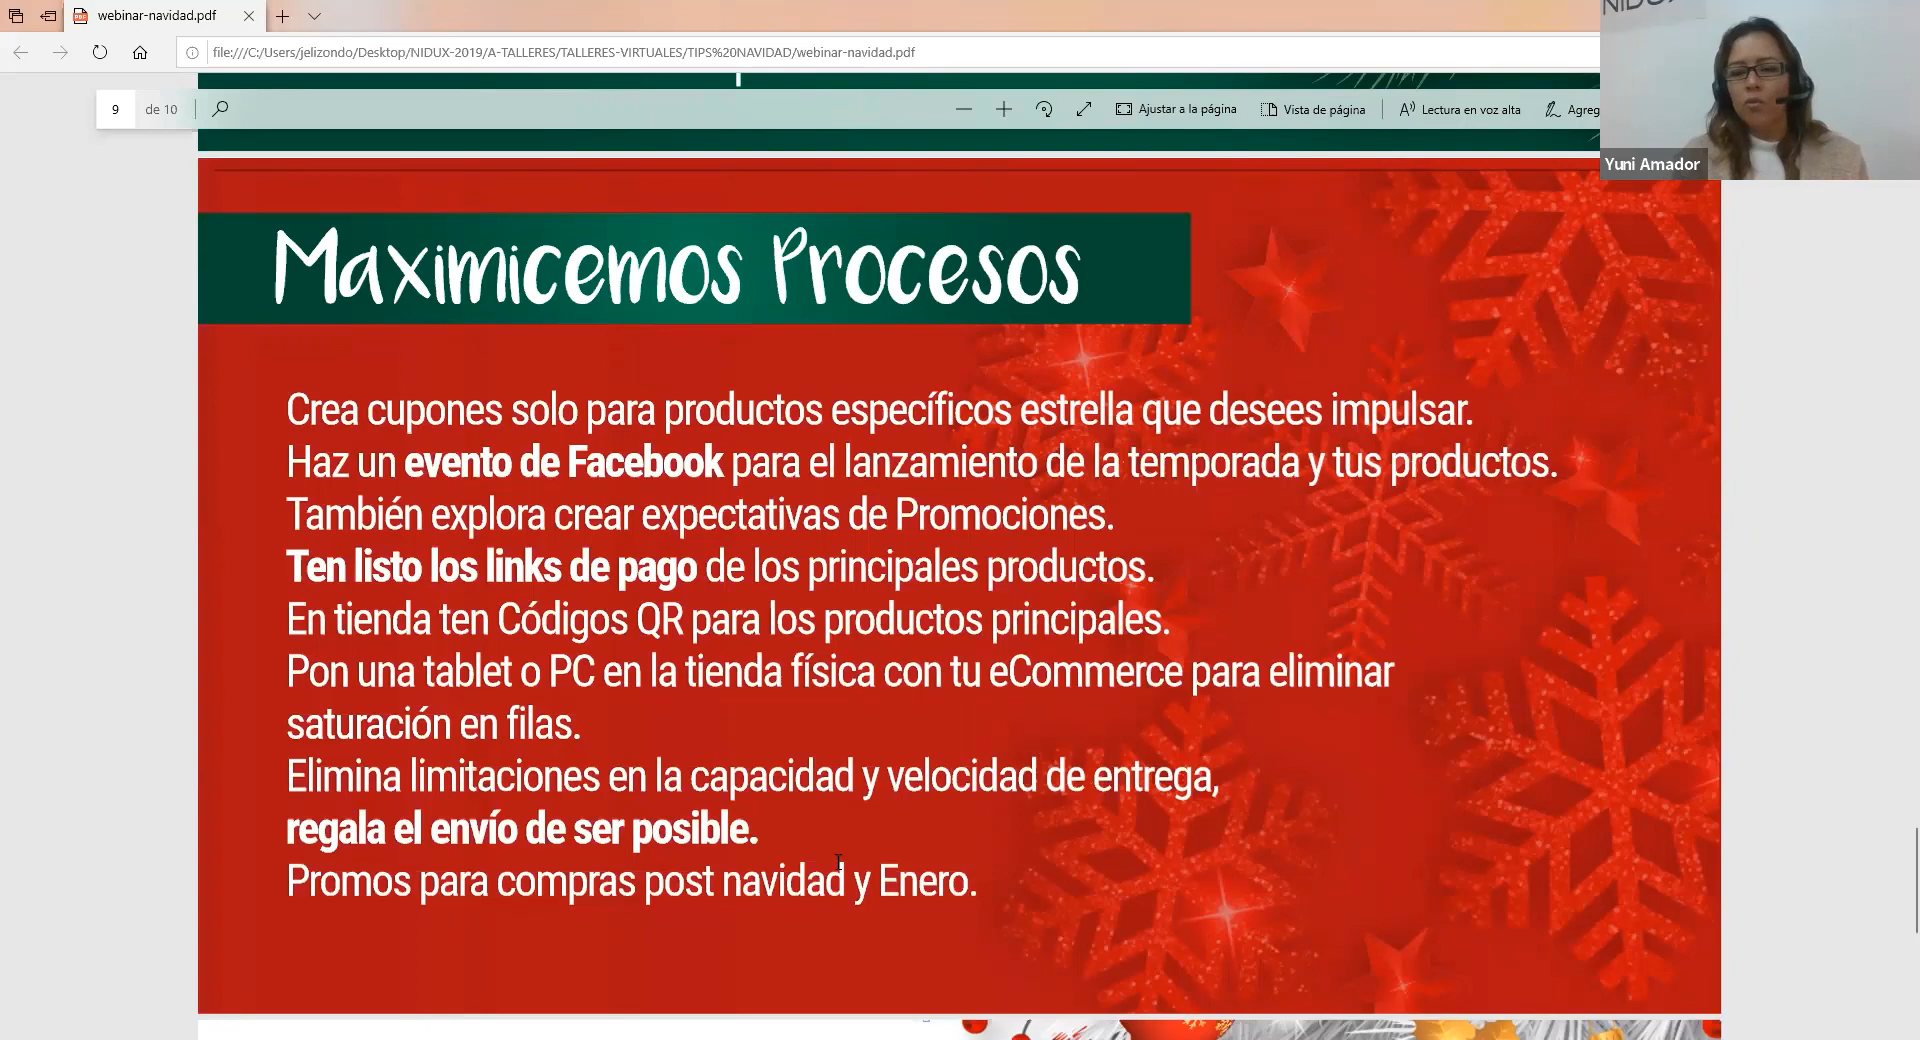 webinar-navidad.pdf
file:///C:/Users/jelizondo/Desktop/NIDUX-2019/A-TALLERES/TALLERES-VIRTUALES/TIPS%20NAVIDAD/webinar-navidad.pdf
NIDUX
9 de 10
Ajustar a la página
Vista de página
Lectura en voz alta
Agreg
Yuni Amador
Maximicemos Procesos
Crea cupones solo para productos específicos estrella que desees impulsar.
Haz un evento de Facebook para el lanzamiento de la temporada y tus productos.
También explora crear expectativas de Promociones.
Ten listo los links de pago de los principales productos.
En tienda ten Códigos QR para los productos principales.
Pon una tablet o PC en la tienda física con tu eCommerce para eliminar
saturación en filas.
Elimina limitaciones en la capacidad y velocidad de entrega,
regala el envío de ser posible.
Promos para compras post navidad y Enero.